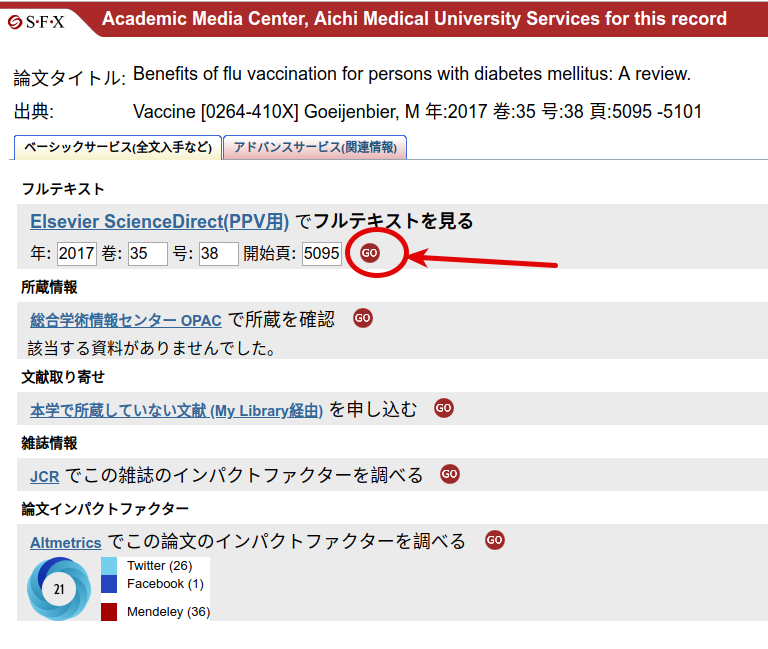 S·F·X Academic Media Center, Aichi Medical University Services for this record
論文タイトル: Benefits of flu vaccination for persons with diabetes mellitus: A review.
出典: Vaccine [0264-410X] Goeijenbier, M 年:2017 巻:35 号:38 頁:5095 -5101
ベーシックサービス(全文入手など) アドバンスサービス(関連情報)
フルテキスト
Elsevier ScienceDirect(PPV用) でフルテキストを見る
年: 2017 巻: 35 号: 38 開始頁: 5095 GO
所蔵情報
総合学術情報センター OPAC で所蔵を確認 GO
該当する資料がありませんでした。
文献取り寄せ
本学で所蔵していない文献 (My Library経由) を申し込む GO
雑誌情報
JCR でこの雑誌のインパクトファクターを調べる GO
論文インパクトファクター
Altmetrics でこの論文のインパクトファクターを調べる GO
21
Twitter (26)
Facebook (1)
Mendeley (36)